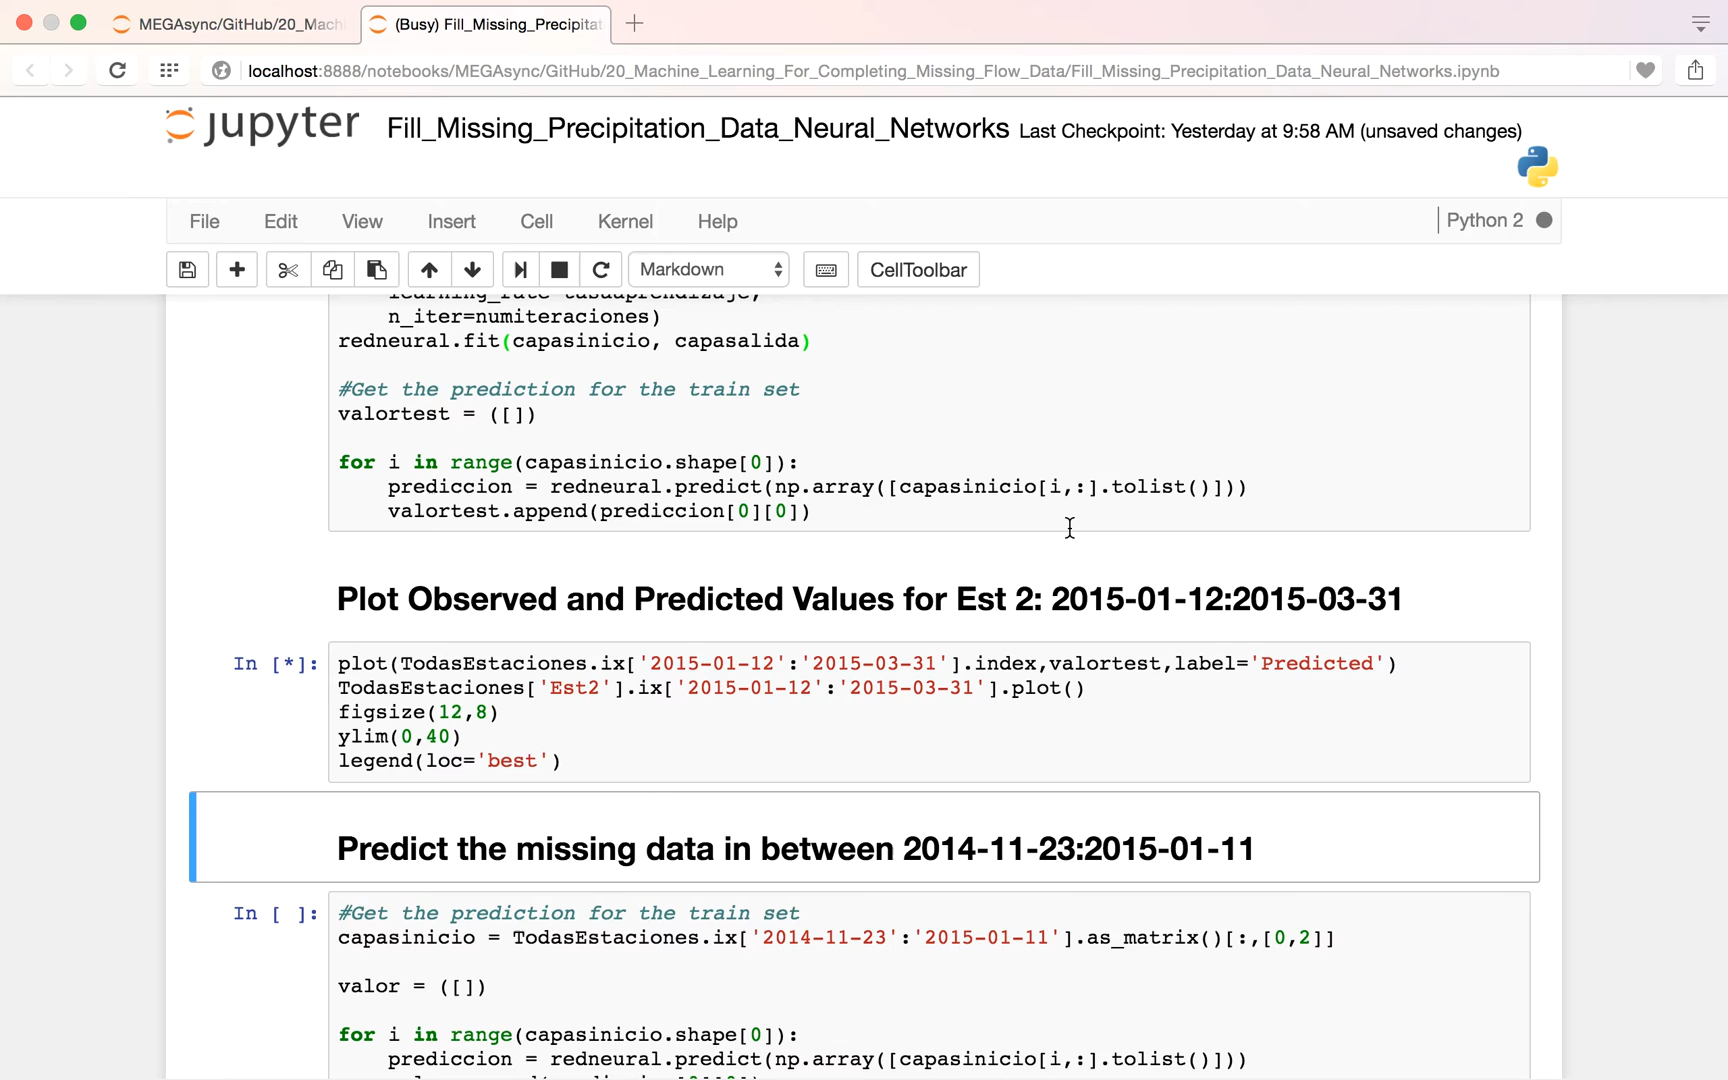 MEGAsync/GitHub/20_Mach
(Busy) Fill_Missing_Precipitat
localhost:8888/notebooks/MEGAsync/GitHub/20_Machine_Learning_For_Completing_Missing_Flow_Data/Fill_Missing_Precipitation_Data_Neural_Networks.ipynb
jupyter Fill_Missing_Precipitation_Data_Neural_Networks Last Checkpoint: Yesterday at 9:58 AM (unsaved changes)
File Edit View Insert Cell Kernel Help Python 2
Markdown CellToolbar
learning_rate=tasaaprendizaje,
n_iter=numiteraciones)
redneural.fit(capasinicio, capasalida)
#Get the prediction for the train set
valortest = ([])
for i in range(capasinicio.shape[0]):
prediccion = redneural.predict(np.array([capasinicio[i,:].tolist()]))
valortest.append(prediccion[0][0])
Plot Observed and Predicted Values for Est 2: 2015-01-12:2015-03-31
In [*]: plot(TodasEstaciones.ix['2015-01-12':'2015-03-31'].index,valortest,label='Predicted')
TodasEstaciones['Est2'].ix['2015-01-12':'2015-03-31'].plot()
figsize(12,8)
ylim(0,40)
legend(loc='best')
Predict the missing data in between 2014-11-23:2015-01-11
In [ ]: #Get the prediction for the train set
capasinicio = TodasEstaciones.ix['2014-11-23':'2015-01-11'].as_matrix()[:,[0,2]]
valor = ([])
for i in range(capasinicio.shape[0]):
prediccion = redneural.predict(np.array([capasinicio[i,:].tolist()]))